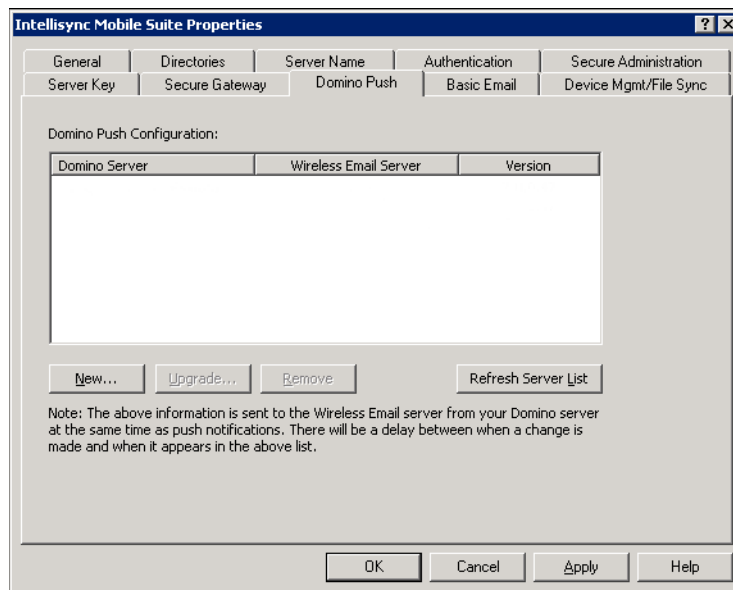 Intellisync Mobile Suite Properties
General Directories Server Name Authentication Secure Administration
Server Key Secure Gateway Domino Push Basic Email Device Mgmt/File Sync
Domino Push Configuration:
Domino Server Wireless Email Server Version
New... Upgrade... Remove Refresh Server List
Note: The above information is sent to the Wireless Email server from your Domino server
at the same time as push notifications. There will be a delay between when a change is
made and when it appears in the above list.
OK Cancel Apply Help